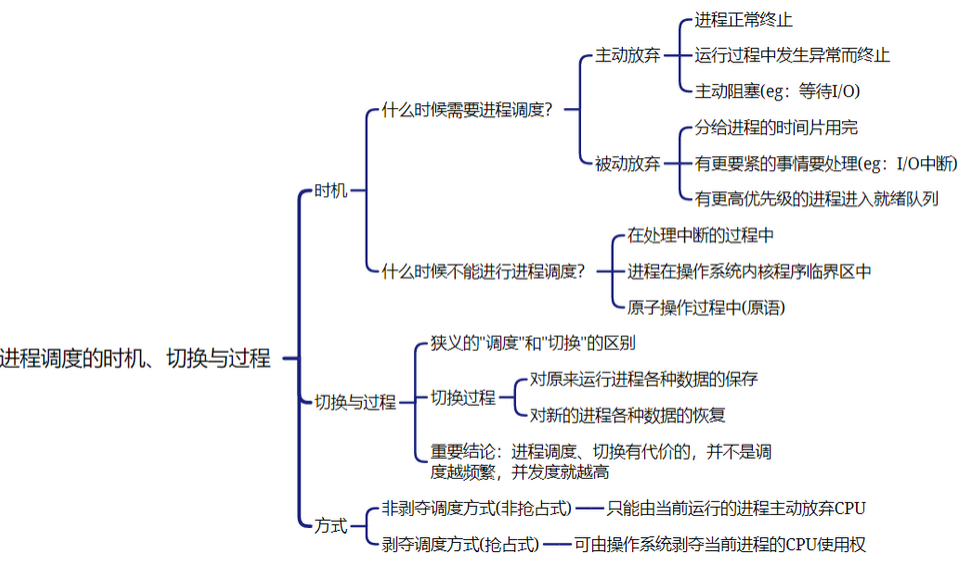 进程调度的时机、切换与过程
时机
什么时候需要进程调度?
主动放弃
进程正常终止
运行过程中发生异常而终止
主动阻塞(eg：等待I/O)
被动放弃
分给进程的时间片用完
有更要紧的事情要处理(eg：I/O中断)
有更高优先级的进程进入就绪队列
什么时候不能进行进程调度?
在处理中断的过程中
进程在操作系统内核程序临界区中
原子操作过程中(原语)
切换与过程
狭义的"调度"和"切换"的区别
切换过程
对原来运行进程各种数据的保存
对新的进程各种数据的恢复
重要结论：进程调度、切换有代价的，并不是调
度越频繁，并发度就越高
方式
非剥夺调度方式(非抢占式)
只能由当前运行的进程主动放弃CPU
剥夺调度方式(抢占式)
可由操作系统剥夺当前进程的CPU使用权